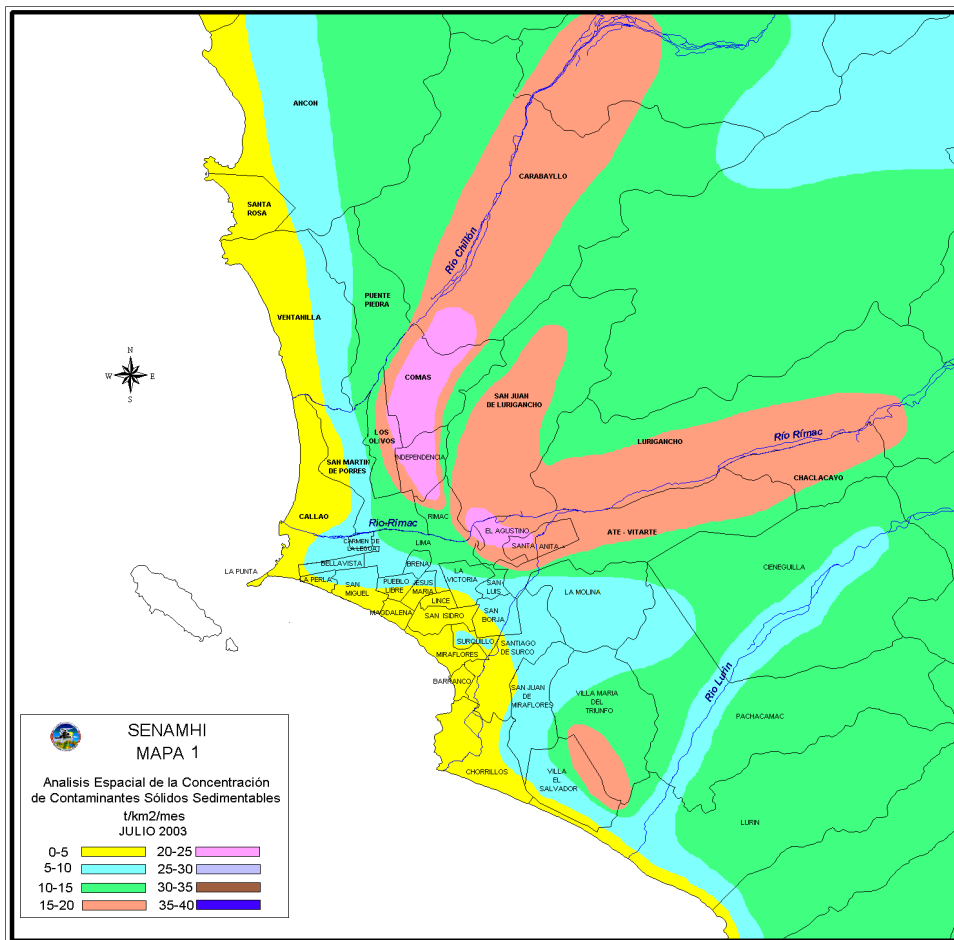 ANCON
CARABAYLLO
SANTA
ROSA
Río Chillón
PUENTE
PIEDRA
VENTANILLA
N
W E
S
COMAS
SAN JUAN
DE LURIGANCHO
LOS
OLIVOS
LURIGANCHO
Río Rímac
INDEPENDENCIA
SAN MARTIN
DE PORRES
CHACLACAYO
CALLAO
RIMAC
Rio-Rímac
EL AGUSTINO
ATE - VITARTE
SANTA ANITA
CARMEN DE
LA LEGUA
LIMA
BELLAVISTA
BRENA
LA PUNTA
LA
VICTORIA
CIENEGUILLA
LA PERLA
SAN
MIGUEL
PUEBLO
LIBRE
JESUS
MARIA
SAN
LUIS
LA MOLINA
LINCE
MAGDALENA
SAN ISIDRO
SAN
BORJA
SURQUILLO
SANTIAGO
DE SURCO
MIRAFLORES
BARRANCO
SAN JUAN
DE
MIRAFLORES
VILLA MARIA
DEL
TRIUNFO
Río Lurín
PACHACAMAC
CHORRILLOS
VILLA
EL
SALVADOR
LURIN
SENAMHI
MAPA 1
Analisis Espacial de la Concentración
de Contaminantes Sólidos Sedimentables
t/km2/mes
JULIO 2003
0-5 20-25
5-10 25-30
10-15 30-35
15-20 35-40